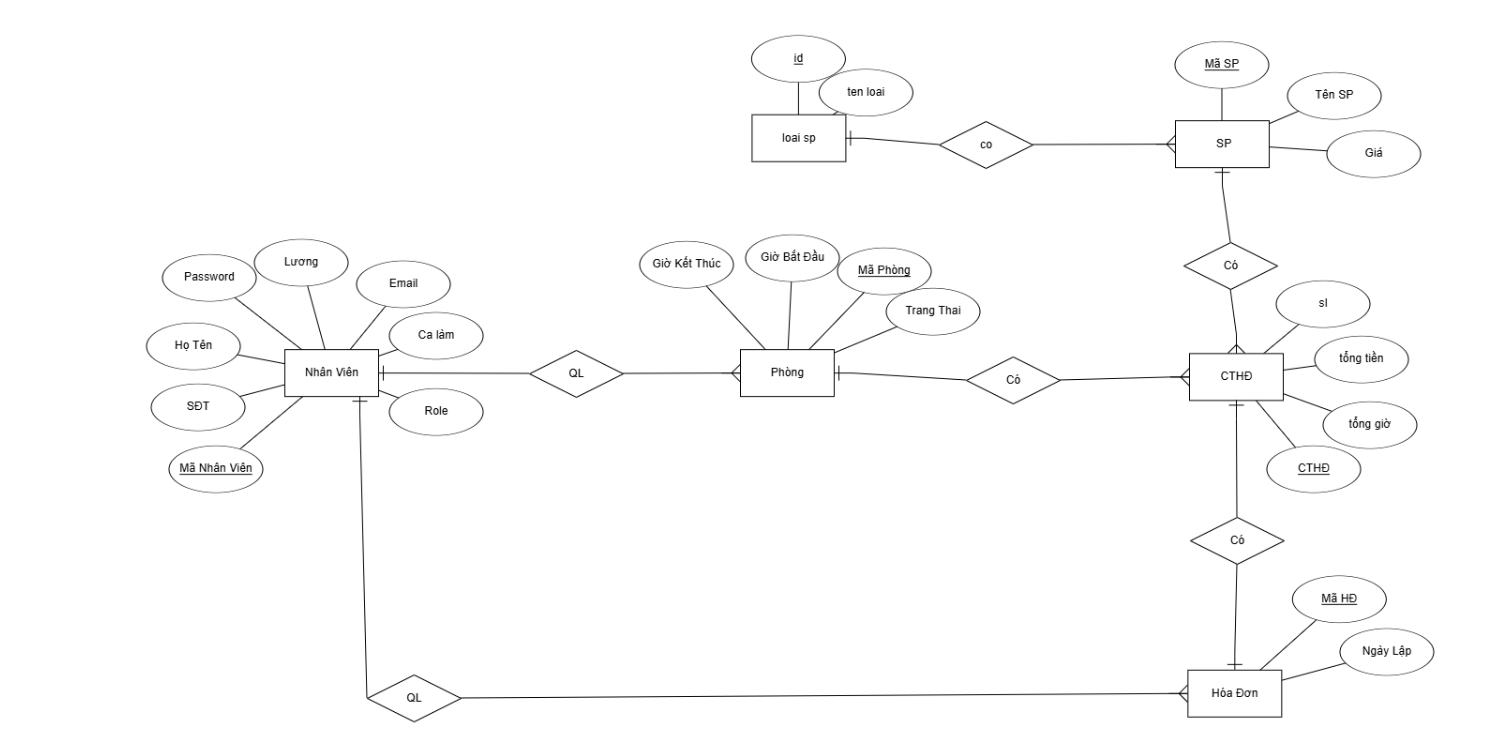 id
ten loai
loai sp
co
Mã SP
Tên SP
SP
Giá
Có
Password
Lương
Email
Họ Tên
Ca làm
Nhân Viên
SĐT
Role
Mã Nhân Viên
QL
Giờ Kết Thúc
Giờ Bắt Đầu
Mã Phòng
Trang Thai
Phòng
Có
sl
tổng tiền
CTHĐ
tổng giờ
CTHĐ
Có
Mã HĐ
Ngày Lập
QL
Hóa Đơn